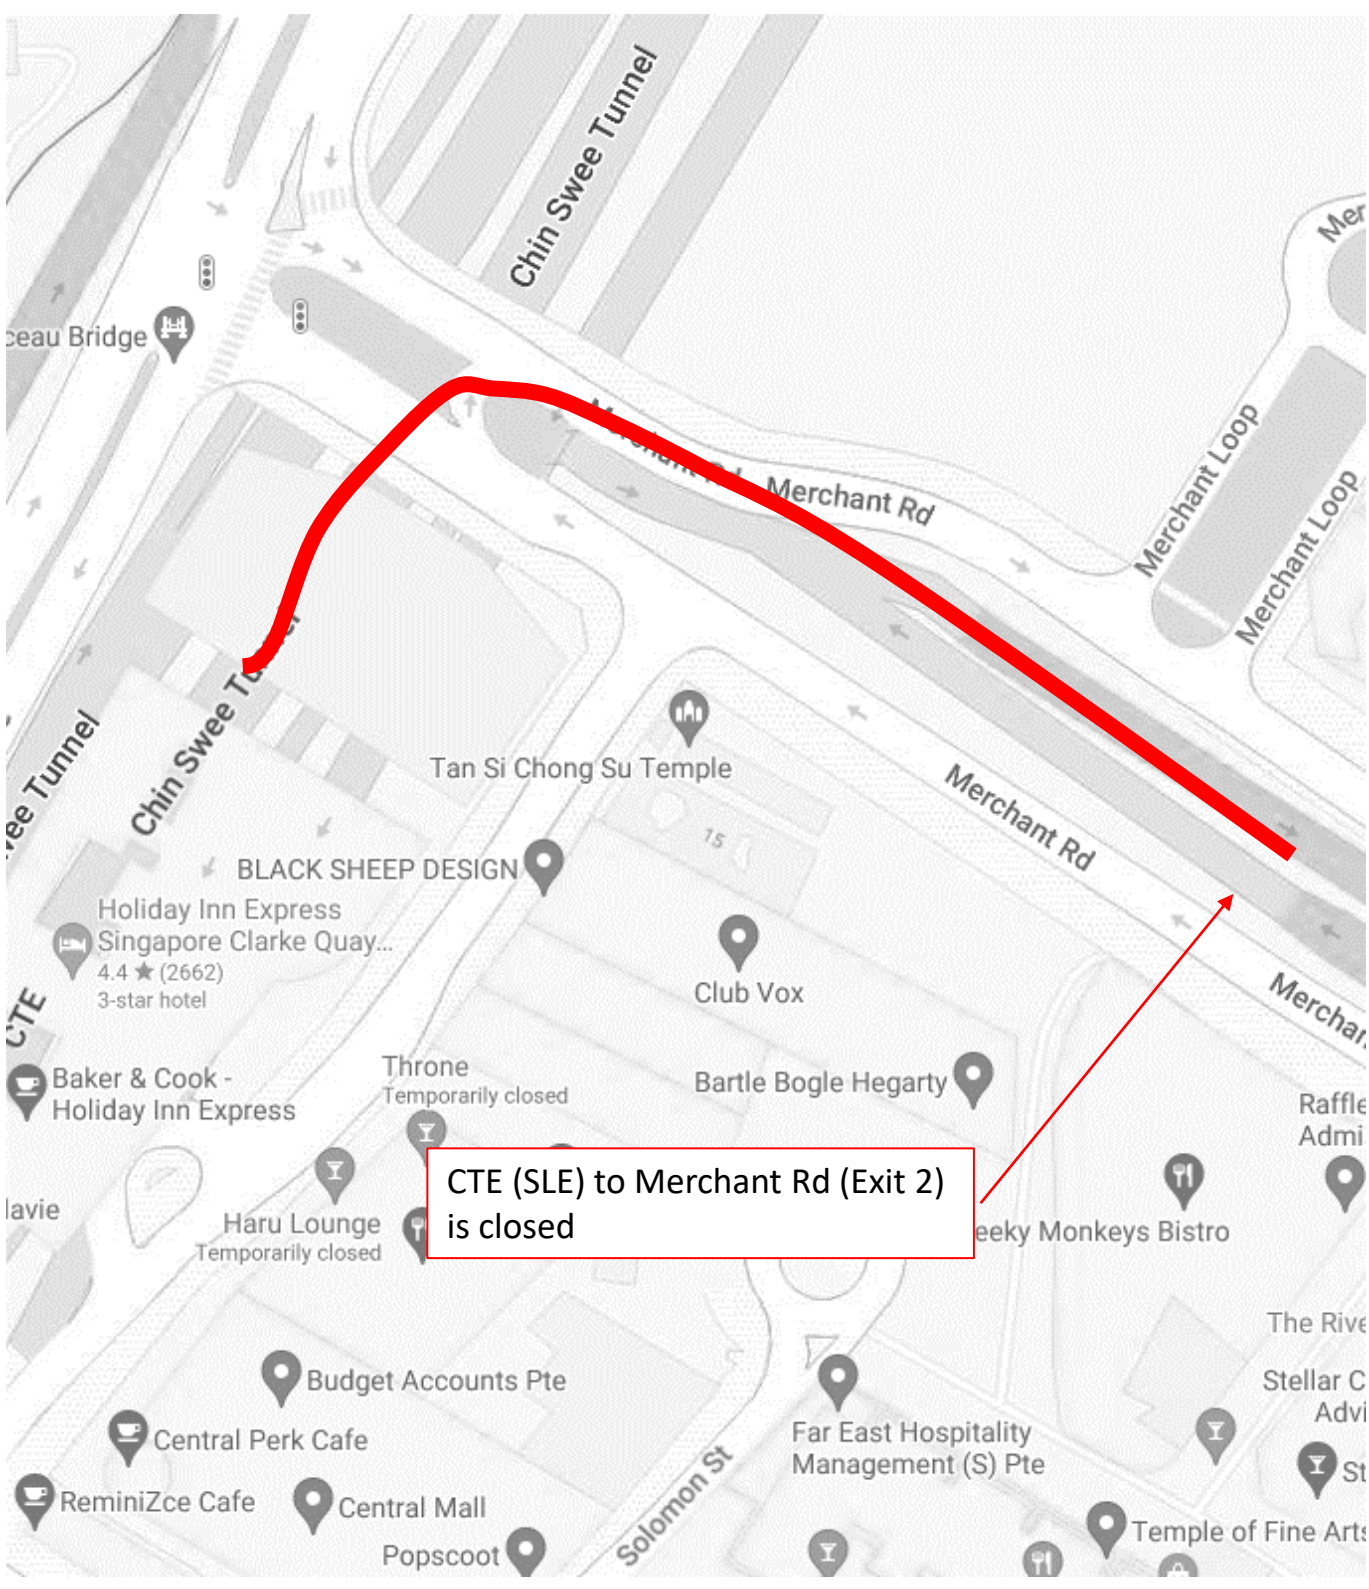 Chin Swee Tunnel
Mer
ceau Bridge
Merchant Rd
Merchant Rd
Merchant Loop
Merchant Loop
Chin Swee Tunnel
vee Tunnel
Tan Si Chong Su Temple
15
Merchant Rd
BLACK SHEEP DESIGN
Holiday Inn Express
Singapore Clarke Quay...
4.4 ★ (2662)
3-star hotel
CTE
Club Vox
Merchan
Baker & Cook -
Holiday Inn Express
Throne
Temporarily closed
Bartle Bogle Hegarty
Raffle
Admi
CTE (SLE) to Merchant Rd (Exit 2)
is closed
lavie
Haru Lounge
Temporarily closed
eeky Monkeys Bistro
The Rive
Budget Accounts Pte
Stellar C
Advi
Central Perk Cafe
Far East Hospitality
Management (S) Pte
St
ReminiZce Cafe
Central Mall
Solomon St
Popscoot
Temple of Fine Arts